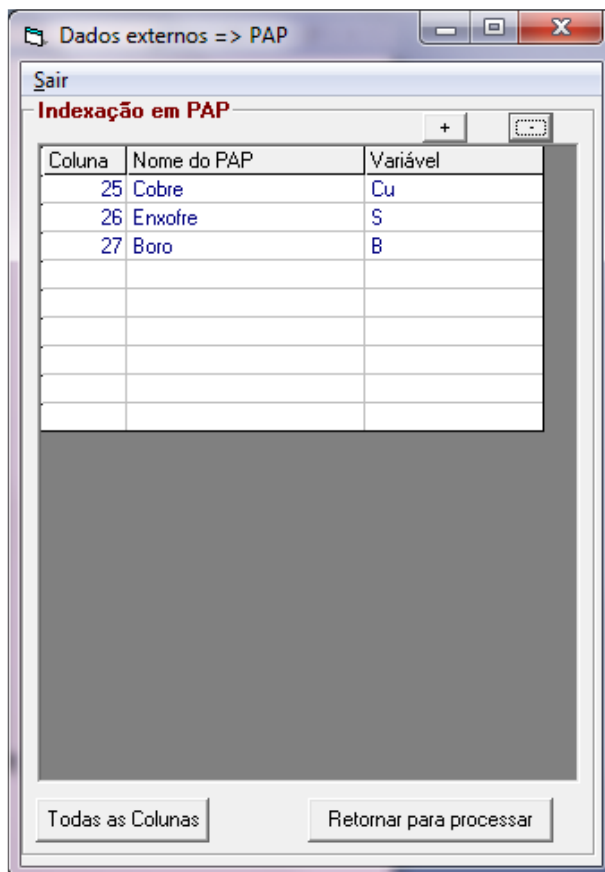 Dados externos => PAP
Sair
Indexação em PAP
+ -
Coluna Nome do PAP Variável
25 Cobre Cu
26 Enxofre S
27 Boro B
Todas as Colunas Retornar para processar